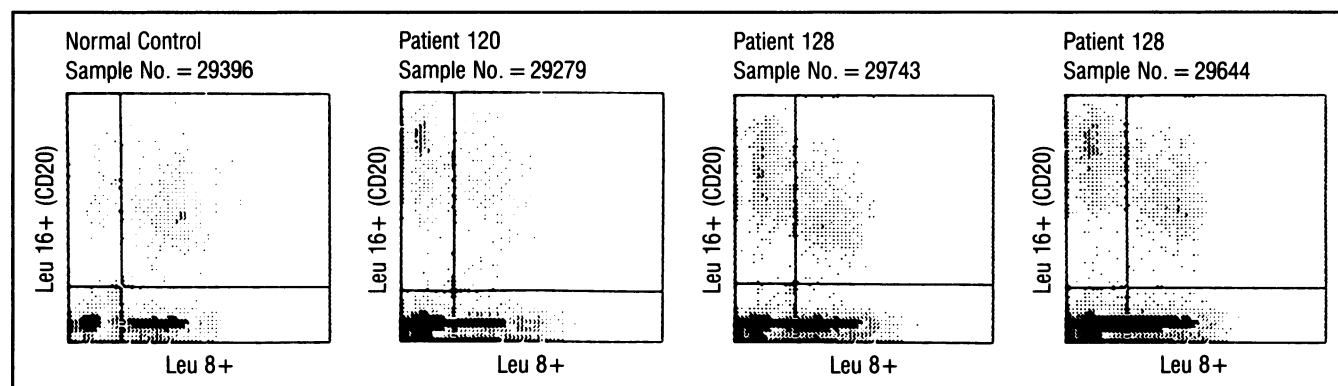 Normal Control
Sample No. = 29396
Leu 16+ (CD20)
Leu 8+
Patient 120
Sample No. = 29279
Leu 16+ (CD20)
Leu 8+
Patient 128
Sample No. = 29743
Leu 16+ (CD20)
Leu 8+
Patient 128
Sample No. = 29644
Leu 16+ (CD20)
Leu 8+